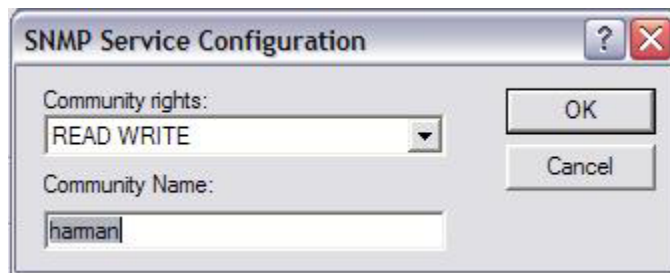 SNMP Service Configuration
Community rights:
READ WRITE
OK
Cancel
Community Name:
harman